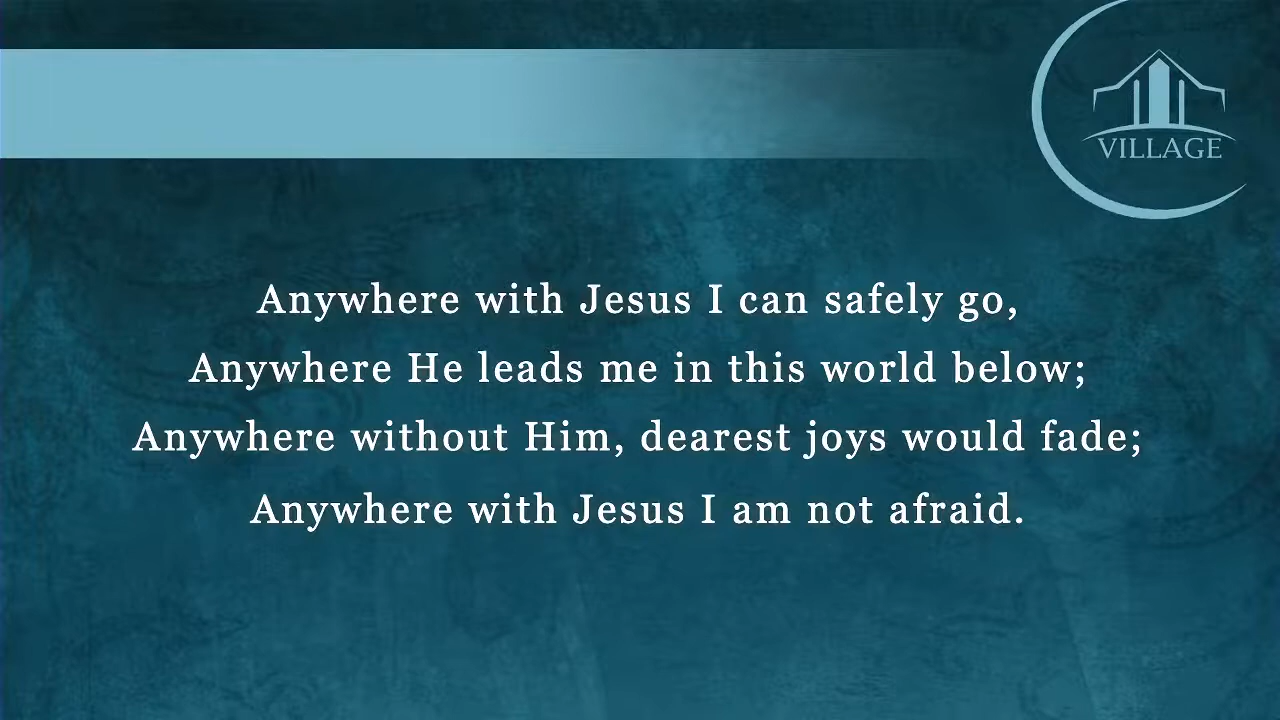 VILLAGE
Anywhere with Jesus I can safely go,
Anywhere He leads me in this world below;
Anywhere without Him, dearest joys would fade;
Anywhere with Jesus I am not afraid.